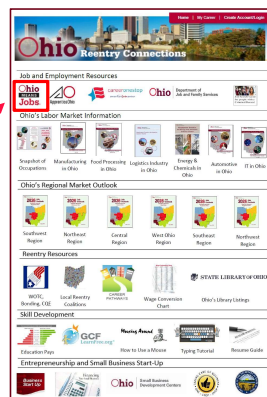 Home | My Career | Create Account/Login
Ohio Reentry Connections
Job and Employment Resources
Ohio MEANS Jobs
ApprenticeOhio
careeronestop
Ohio Department of Job and Family Services
Ohio's Labor Market Information
Snapshot of Occupations
Manufacturing in Ohio
Food Processing in Ohio
Logistics Industry in Ohio
Energy & Chemicals in Ohio
Automotive in Ohio
IT in Ohio
Ohio's Regional Market Outlook
Southwest Region
Northeast Region
Central Region
West Ohio Region
Southeast Region
Northwest Region
Reentry Resources
CAREER PATHWAYS
STATE LIBRARY OF OHIO
WOTC, Bonding, CQE
Local Reentry Coalitions
Wage Conversion Chart
Ohio's Library Listings
Skill Development
GCF LearnFree.org
Mousing Around
Education Pays
How to Use a Mouse
Typing Tutorial
Resume Guide
Entrepreneurship and Small Business Start-Up
Business Start Up
Ohio Small Business Development Centers